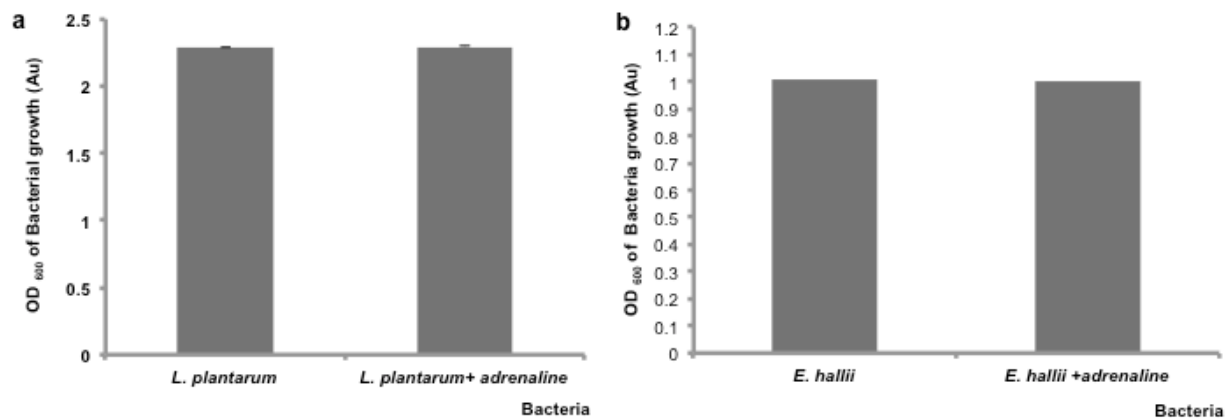 a
OD 600 of Bacterial growth (Au)
2.5
2
1.5
1
0.5
0
L. plantarum
L. plantarum+ adrenaline
Bacteria
b
OD 600 of Bacteria growth (Au)
1.2
1.1
1
0.9
0.8
0.7
0.6
0.5
0.4
0.3
0.2
0.1
0
E. hallii
E. hallii +adrenaline
Bacteria